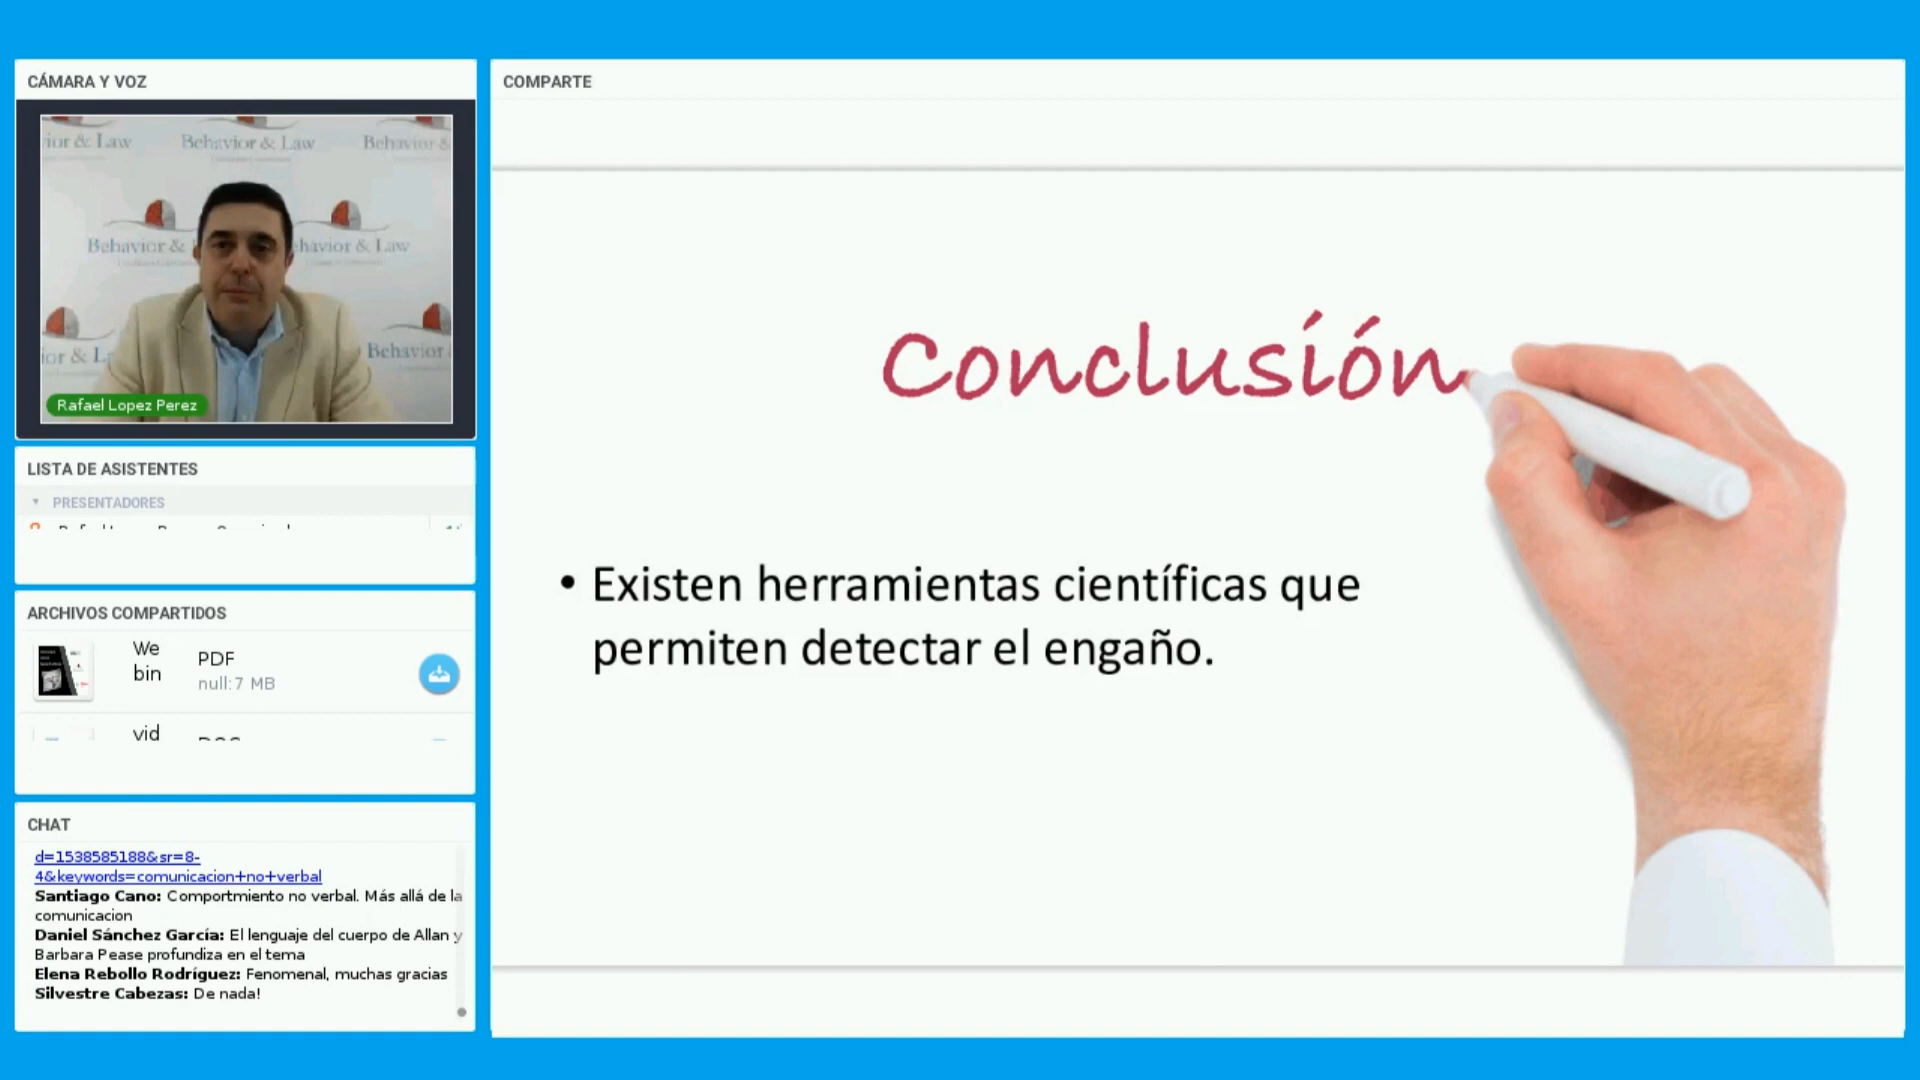 CÁMARA Y VOZ
ior & Law
Behavior & Law
Behavior &
Behavior &
ehavior & Law
Behavior
Rafael Lopez Perez
LISTA DE ASISTENTES
PRESENTADORES
ARCHIVOS COMPARTIDOS
We
bin
PDF
null:7 MB
vid
CHAT
d=1538585188&sr=8-
4&keywords=comunicacion+no+verbal
Santiago Cano: Comportmiento no verbal. Más allá de la
comunicacion
Daniel Sánchez García: El lenguaje del cuerpo de Allan y
Barbara Pease profundiza en el tema
Elena Rebollo Rodríguez: Fenomenal, muchas gracias
Silvestre Cabezas: De nada!
COMPARTE
Conclusíón
• Existen herramientas científicas que
permiten detectar el engaño.